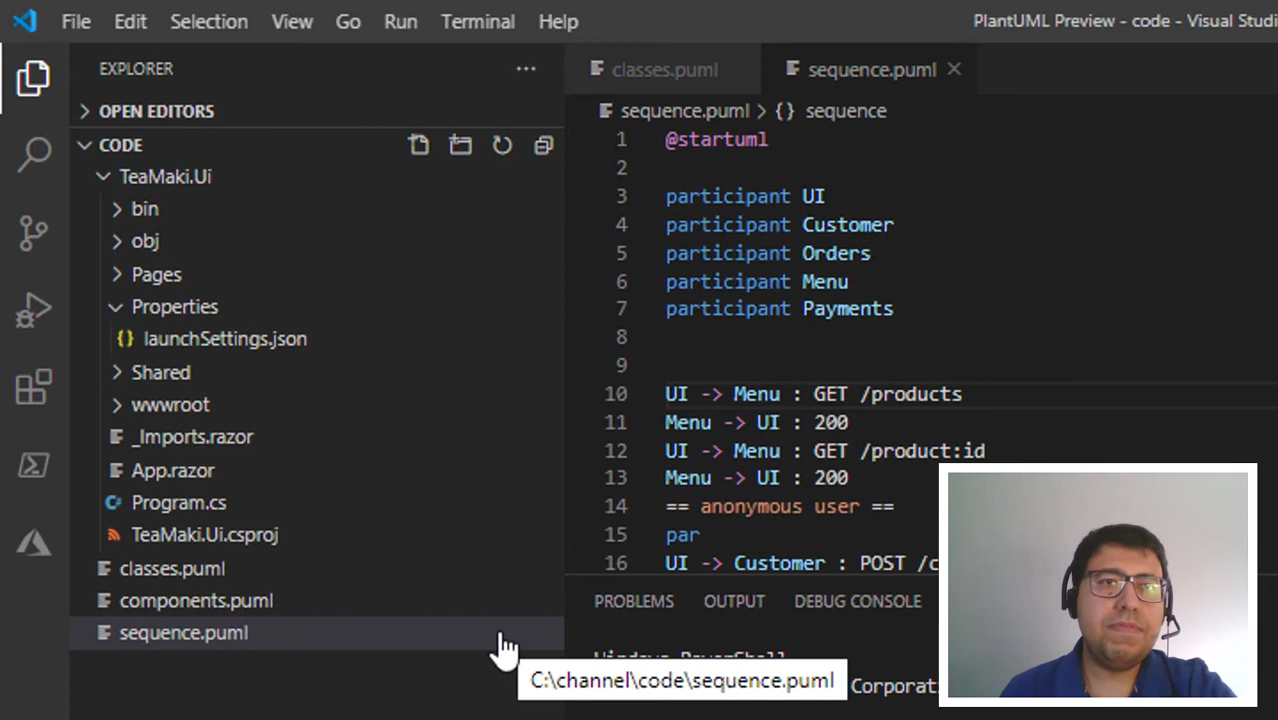 File Edit Selection View Go Run Terminal Help
PlantUML Preview - code - Visual Studi
EXPLORER
OPEN EDITORS
CODE
TeaMaki.Ui
bin
obj
Pages
Properties
{} launchSettings.json
Shared
wwwroot
_Imports.razor
App.razor
Program.cs
TeaMaki.Ui.csproj
classes.puml
components.puml
sequence.puml
C:\channel\code\sequence.puml
classes.puml sequence.puml
sequence.puml > {} sequence
1 @startuml
2
3 participant UI
4 participant Customer
5 participant Orders
6 participant Menu
7 participant Payments
8
9
10 UI -> Menu : GET /products
11 Menu -> UI : 200
12 UI -> Menu : GET /product:id
13 Menu -> UI : 200
14 == anonymous user ==
15 par
16 UI -> Customer : POST /c
PROBLEMS OUTPUT DEBUG CONSOLE
Windows PowerShell
Corporati